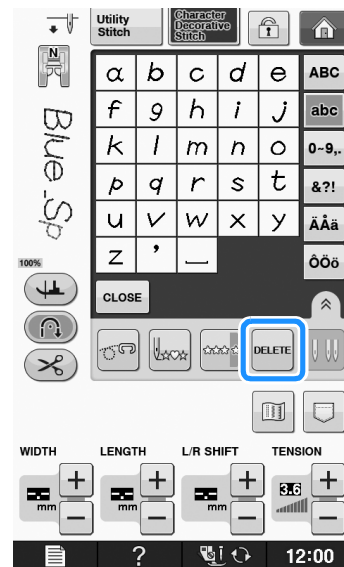 Utility Stitch
Character Decorative Stitch
N
Blue_Sp
a b c d e ABC
f g h i j abc
k l m n o 0~9,.
p q r s t &?!
u v w x y ÄÅä
z ’ _ ÔÖö
100%
CLOSE
DELETE
WIDTH LENGTH L/R SHIFT TENSION
+ + + 3.6 +
mm mm mm
− − − −
? 12:00